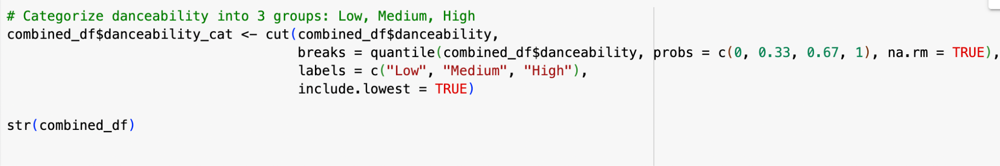 # Categorize danceability into 3 groups: Low, Medium, High
combined_df$danceability_cat <- cut(combined_df$danceability,
breaks = quantile(combined_df$danceability, probs = c(0, 0.33, 0.67, 1), na.rm = TRUE),
labels = c("Low", "Medium", "High"),
include.lowest = TRUE)
str(combined_df)